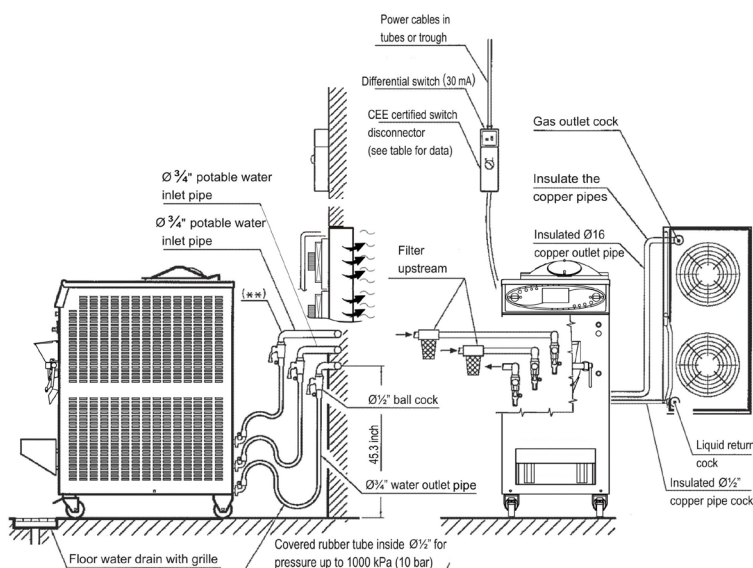 Power cables in
tubes or trough
Differential switch (30 mA)
CEE certified switch
disconnector
(see table for data)
Gas outlet cock
Insulate the
copper pipes
Insulated Ø16
copper outlet pipe
Ø ¾" potable water
inlet pipe
Ø ¾" potable water
inlet pipe
(**)
Filter
upstream
Ø½" ball cock
45.3 inch
Ø¾" water outlet pipe
Liquid return
cock
Insulated Ø½"
copper pipe cock
Floor water drain with grille
Covered rubber tube inside Ø½" for
pressure up to 1000 kPa (10 bar)